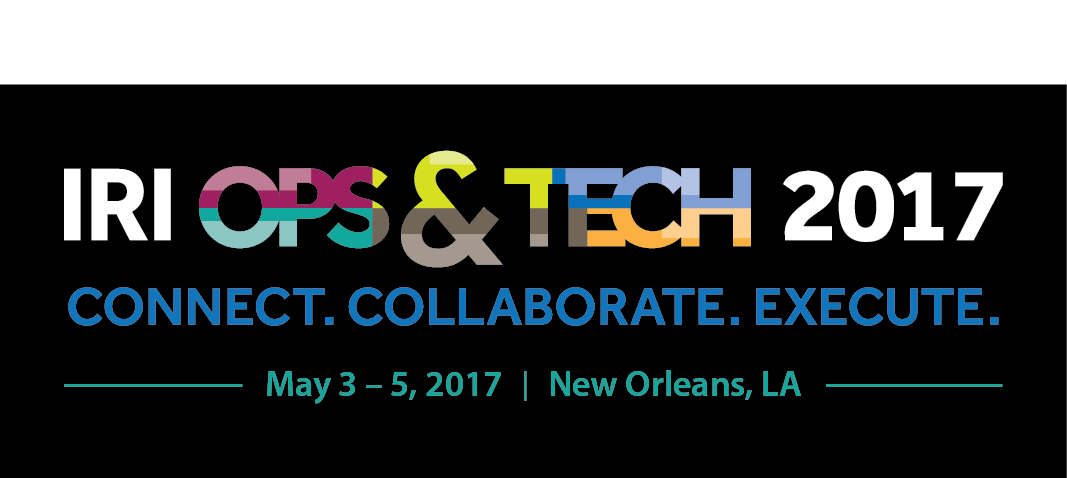 IRI OPS & TECH 2017
CONNECT. COLLABORATE. EXECUTE.
May 3 – 5, 2017 | New Orleans, LA